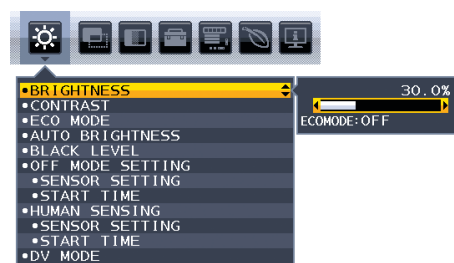 •BRIGHTNESS
30.0%
•CONTRAST
•ECO MODE
ECOMODE:OFF
•AUTO BRIGHTNESS
•BLACK LEVEL
•OFF MODE SETTING
•SENSOR SETTING
•START TIME
•HUMAN SENSING
•SENSOR SETTING
•START TIME
•DV MODE